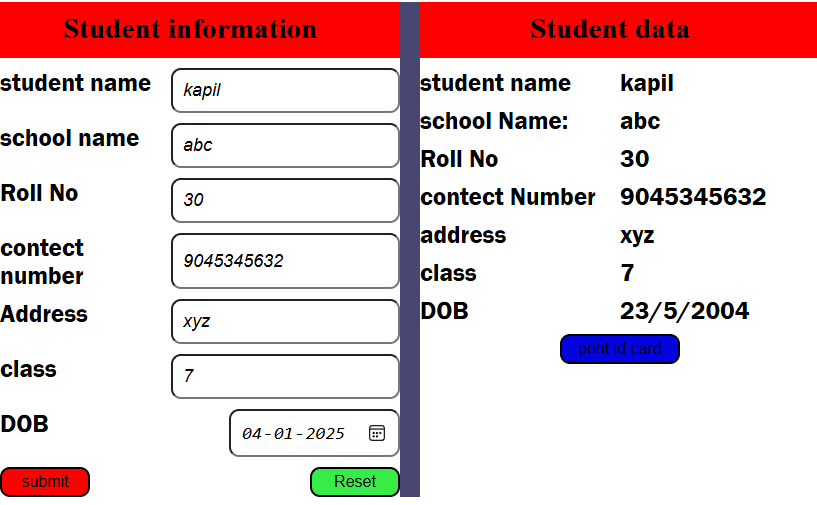 Student information
student name
kapil
school name
abc
Roll No
30
contect
number
9045345632
Address
xyz
class
7
DOB
04-01-2025
submit
Reset
Student data
student name kapil
school Name: abc
Roll No 30
contect Number 9045345632
address xyz
class 7
DOB 23/5/2004
print id card